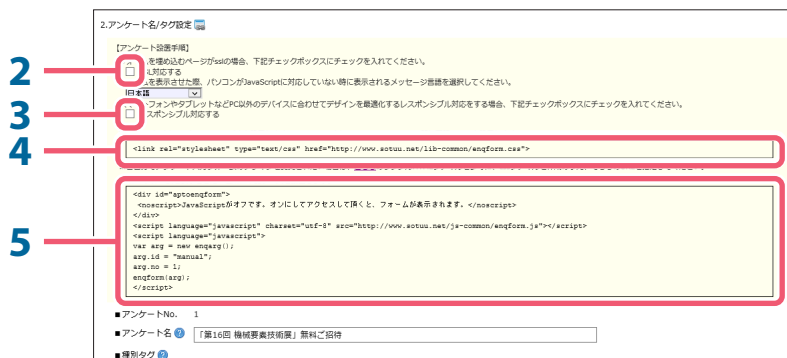 2.アンケート名/タグ設定
【アンケート設置手順】
を埋め込むページがsslの場合、下記チェックボックスにチェックを入れてください。
2
L対応する
を表示させた際、パソコンがJavaScriptに対応していない時に表示されるメッセージ言語を選択してください。
日本語
フォンやタブレットなどPC以外のデバイスに合わせてデザインを最適化するレスポンシブル対応をする場合、下記チェックボックスにチェックを入れてください。
3
スポンシブル対応する
4
<link rel="stylesheet" type="text/css" href="http://www.sotuu.net/lib-common/enqform.css">
5
<div id="aptoenqform">
<noscript>JavaScriptがオフです。オンにしてアクセスして頂くと、フォームが表示されます。</noscript>
</div>
<script language="javascript" charset="utf-8" src="http://www.sotuu.net/js-common/enqform.js"></script>
<script language="javascript">
var arg = new enqarg();
arg.id = "manual";
arg.no = 1;
enqform(arg);
</script>
■アンケートNo. 1
■アンケート名 ? 「第16回 機械要素技術展」無料ご招待
■種別タグ ?